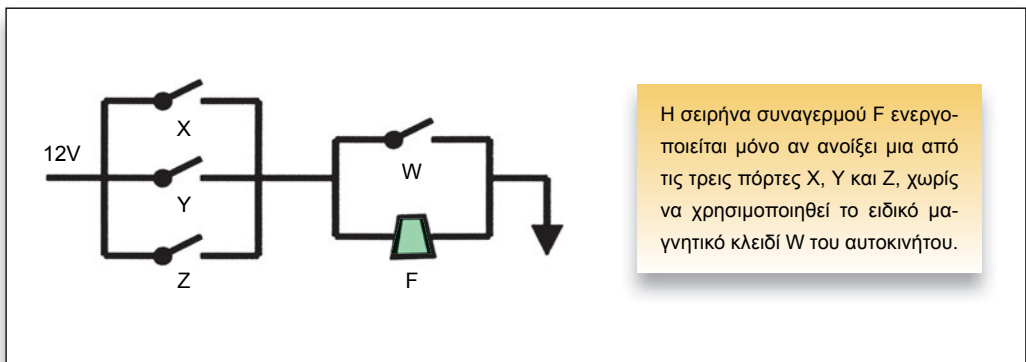 X
12V
Y
W
Z
F
Η σειρήνα συναγερμού F ενεργο-
ποιείται μόνο αν ανοίξει μια από
τις τρεις πόρτες X, Y και Z, χωρίς
να χρησιμοποιηθεί το ειδικό μα-
γνητικό κλειδί W του αυτοκινήτου.